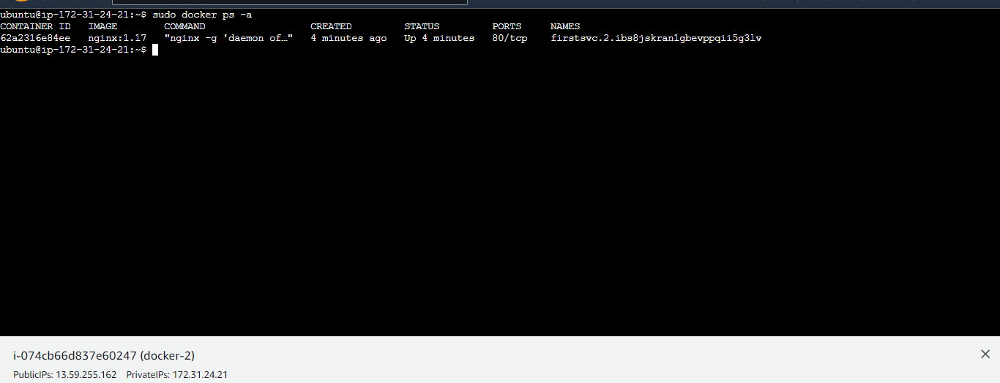 ubuntu@ip-172-31-24-21:~$ sudo docker ps -a
CONTAINER ID IMAGE COMMAND CREATED STATUS PORTS NAMES
62a2316e84ee nginx:1.17 "nginx -g 'daemon of…" 4 minutes ago Up 4 minutes 80/tcp firstsvc.2.ibs8jskran1gbevppqii5g3lv
ubuntu@ip-172-31-24-21:~$
i-074cb66d837e60247 (docker-2)
PublicIPs: 13.59.255.162 PrivateIPs: 172.31.24.21